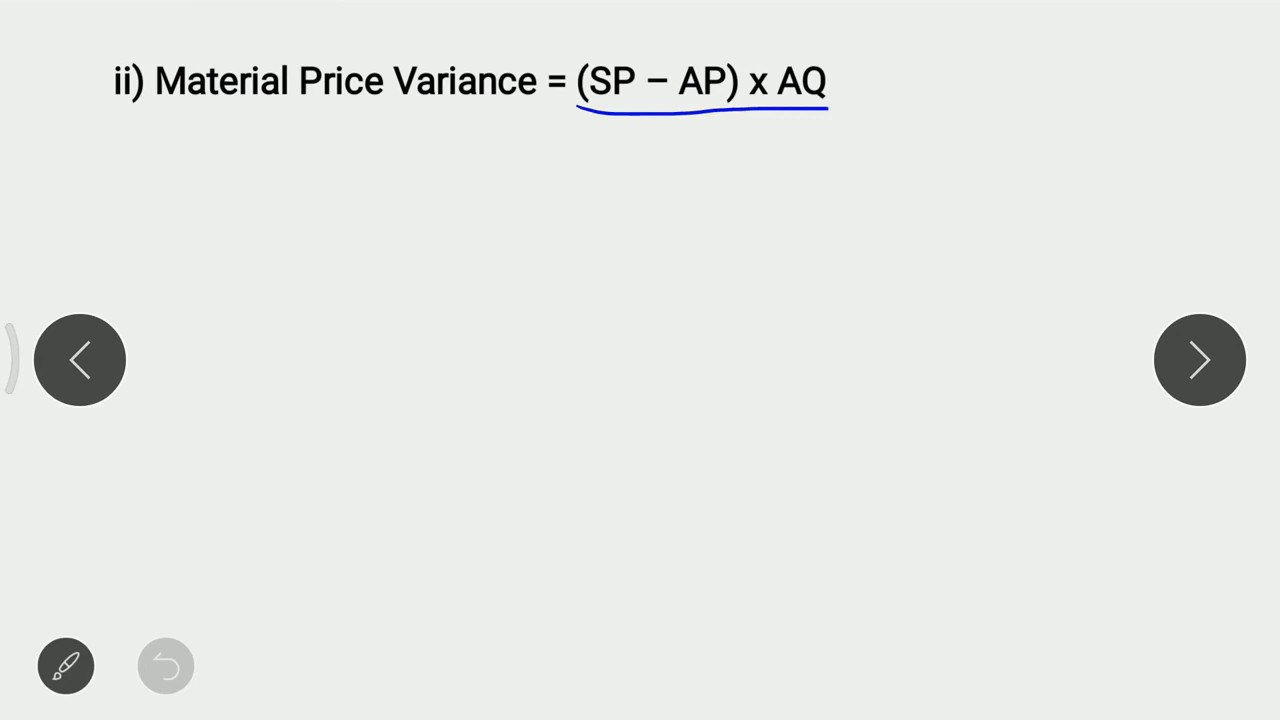 ii) Material Price Variance = (SP – AP) x AQ